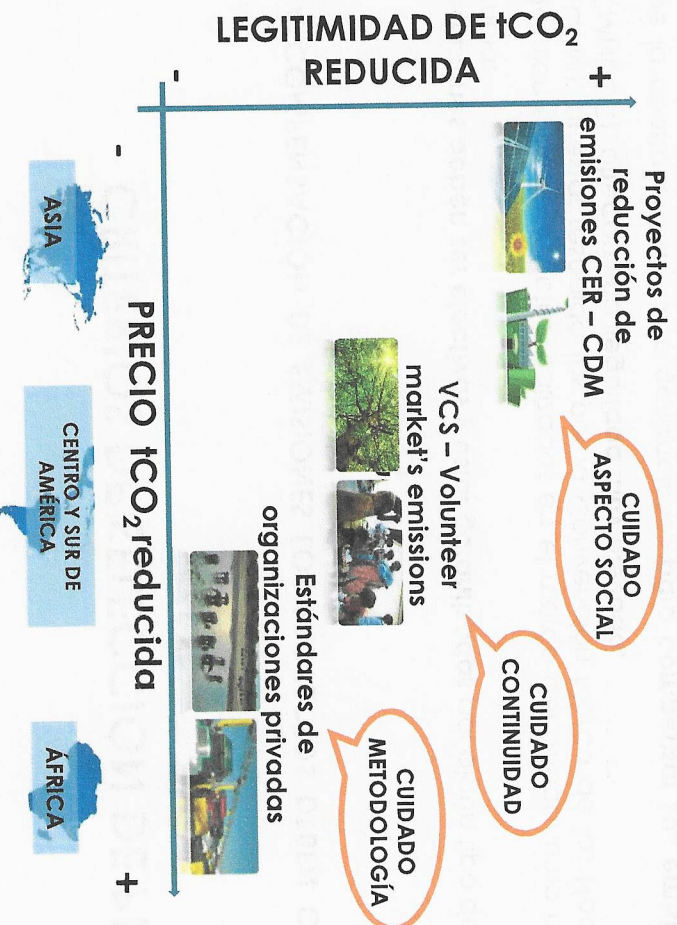 LEGITIMIDAD DE tCO₂
REDUCIDA
-
+
Proyectos de
reducción de
emisiones CER – CDM
CUIDADO
ASPECTO SOCIAL
VCS – Volunteer
market's emissions
CUIDADO
CONTINUIDAD
Estándares de
organizaciones privadas
CUIDADO
METODOLOGÍA
-
PRECIO tCO₂ reducida
+
ASIA
CENTRO Y SUR DE
AMÉRICA
ÁFRICA